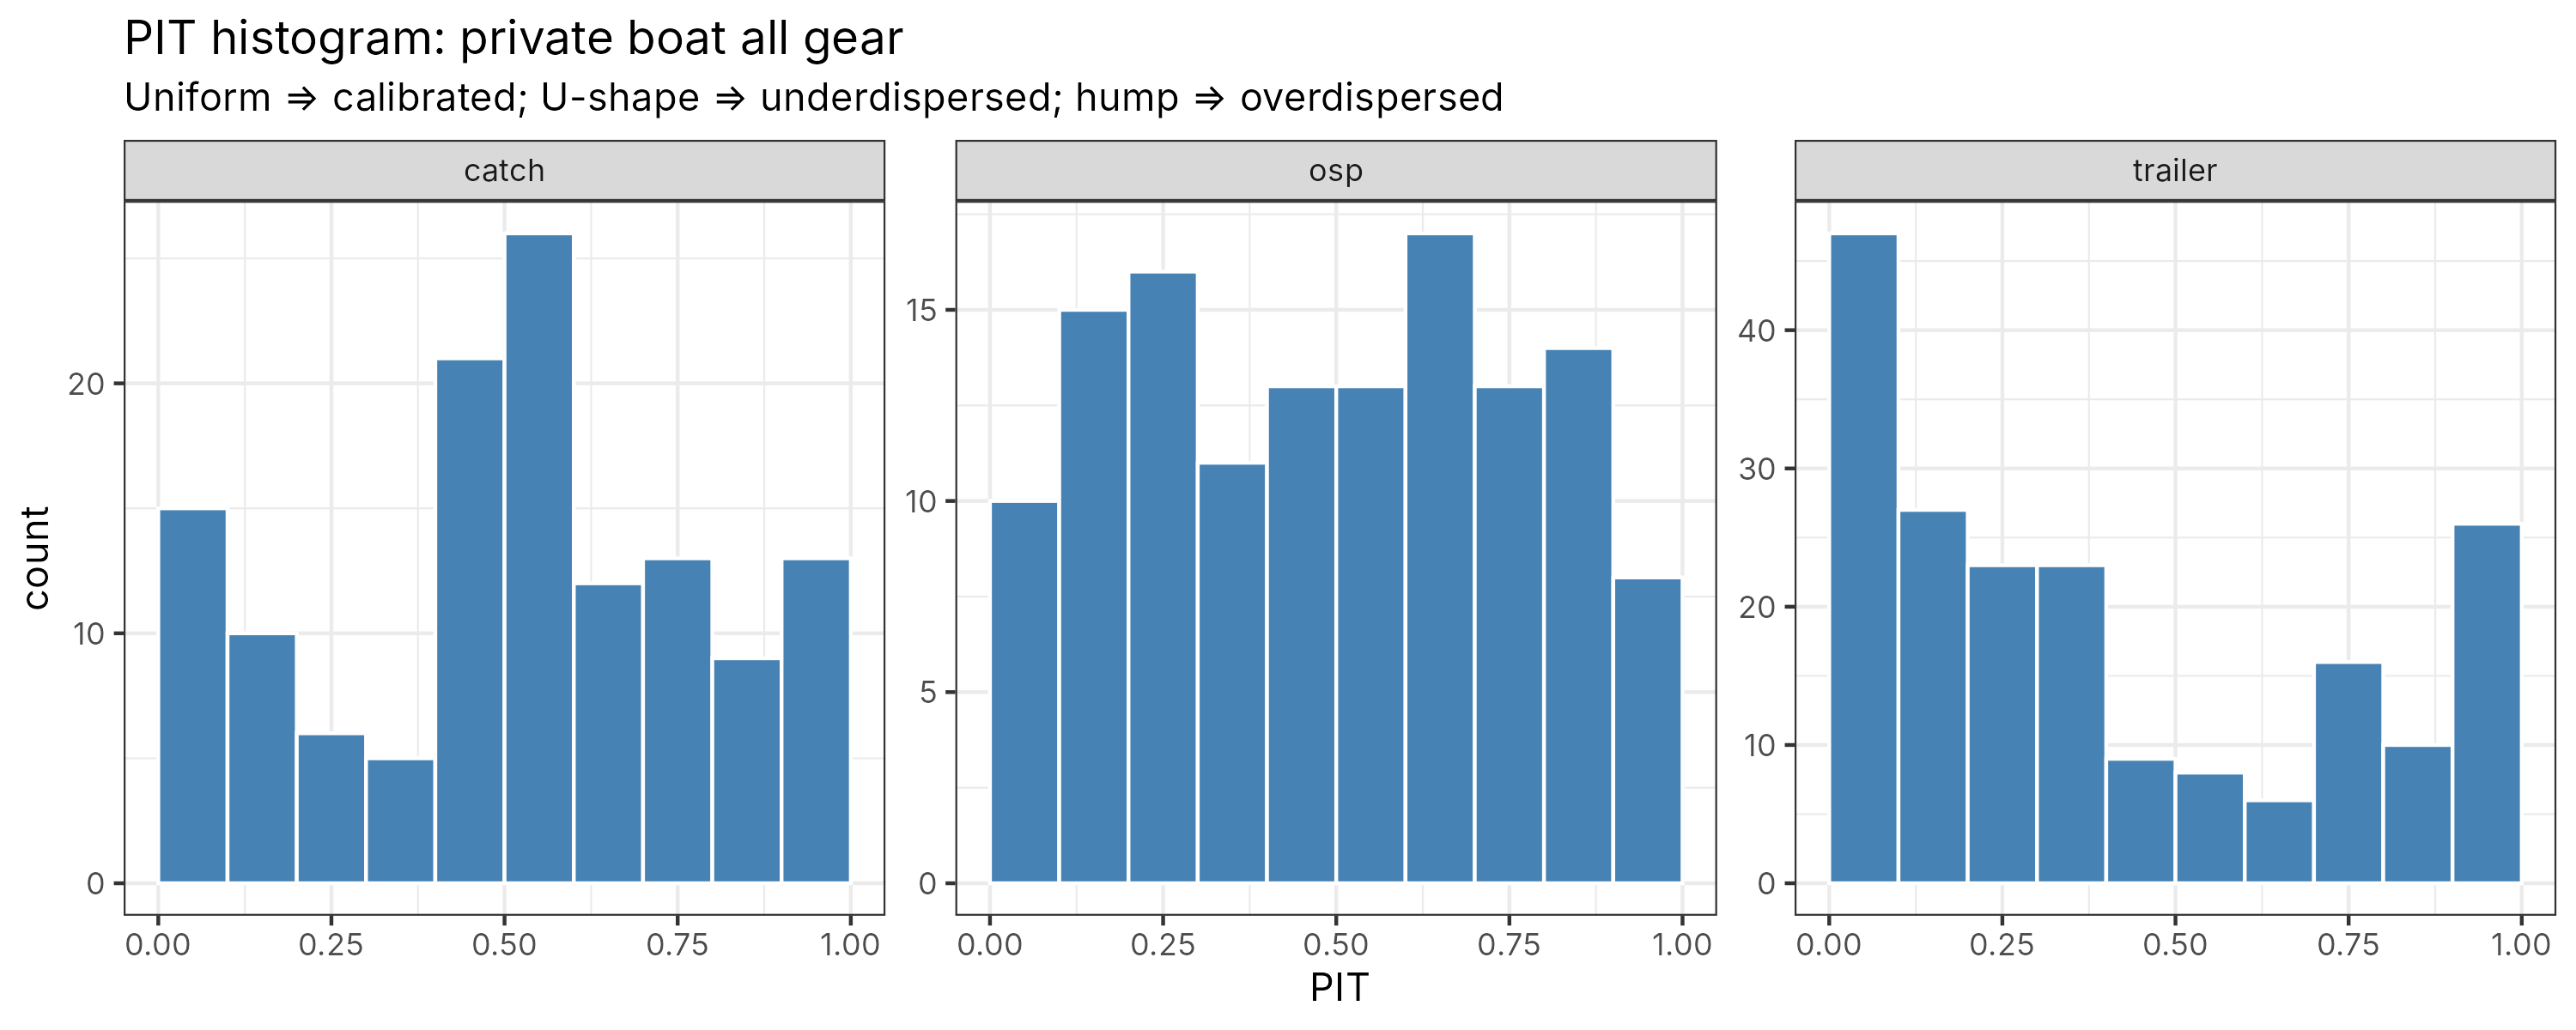 PIT histogram: private boat all gear
Uniform ⇒ calibrated; U-shape ⇒ underdispersed; hump ⇒ overdispersed
catch
osp
trailer
count
20
10
0
15
10
5
0
40
30
20
10
0
0.00 0.25 0.50 0.75 1.00
0.00 0.25 0.50 0.75 1.00
0.00 0.25 0.50 0.75 1.00
PIT